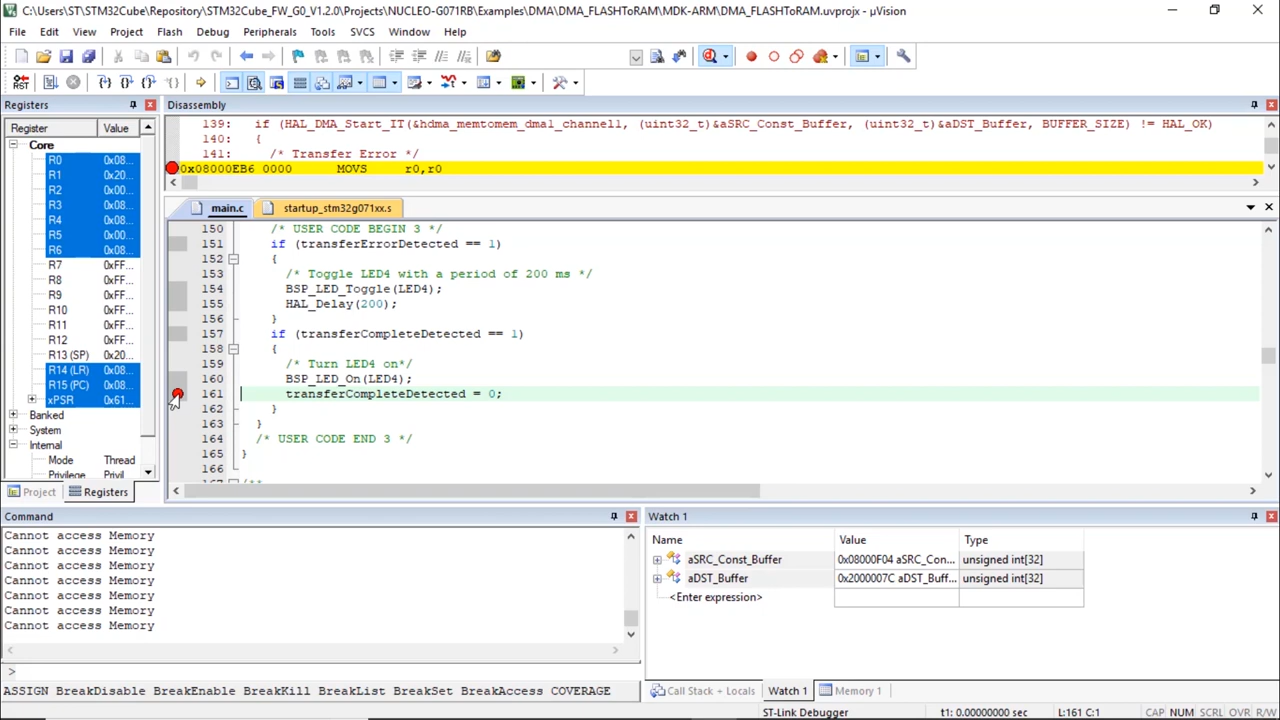 C:\Users\ST\STM32Cube\Repository\STM32Cube_FW_G0_V1.2.0\Projects\NUCLEO-G071RB\Examples\DMA\DMA_FLASHToRAM\MDK-ARM\DMA_FLASHToRAM.uvprojx - µVision
File Edit View Project Flash Debug Peripherals Tools SVCS Window Help
Registers
Register Value
Core
R0 0x08...
R1 0x20...
R2 0x00...
R3 0x08...
R4 0x08...
R5 0x00...
R6 0x08...
R7 0xFF...
R8 0xFF...
R9 0xFF...
R10 0xFF...
R11 0xFF...
R12 0xFF...
R13 (SP) 0x20...
R14 (LR) 0x08...
R15 (PC) 0x08...
xPSR 0x61...
Banked
System
Internal
Mode Thread
Privilege Privil
Project Registers
Disassembly
139: if (HAL_DMA_Start_IT(&hdma_memtomem_dma1_channel1, (uint32_t)&aSRC_Const_Buffer, (uint32_t)&aDST_Buffer, BUFFER_SIZE) != HAL_OK)
140: {
141: /* Transfer Error */
0x08000EB6 0000 MOVS r0,r0
main.c startup_stm32g071xx.s
150 /* USER CODE BEGIN 3 */
151 if (transferErrorDetected == 1)
152 {
153 /* Toggle LED4 with a period of 200 ms */
154 BSP_LED_Toggle(LED4);
155 HAL_Delay(200);
156 }
157 if (transferCompleteDetected == 1)
158 {
159 /* Turn LED4 on*/
160 BSP_LED_On(LED4);
161 transferCompleteDetected = 0;
162 }
163 }
164 /* USER CODE END 3 */
165 }
166
Command
Cannot access Memory
Cannot access Memory
Cannot access Memory
Cannot access Memory
Cannot access Memory
Cannot access Memory
Cannot access Memory
>
ASSIGN BreakDisable BreakEnable BreakKill BreakList BreakSet BreakAccess COVERAGE
Watch 1
Name Value Type
aSRC_Const_Buffer 0x08000F04 aSRC_Con... unsigned int[32]
aDST_Buffer 0x2000007C aDST_Buff... unsigned int[32]
<Enter expression>
Call Stack + Locals Watch 1 Memory 1
ST-Link Debugger t1: 0.00000000 sec L:161 C:1 CAP NUM SCRL OVR R/W